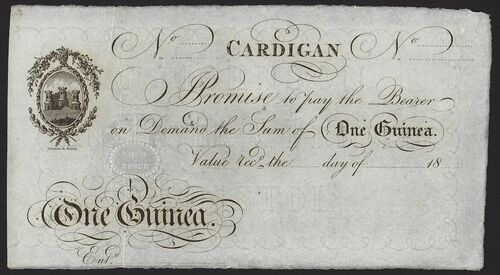 No CARDIGAN No
I Promise to pay the Bearer
on Demand the Sum of One Guinea.
Value recd. the day of 18
One Guinea.
Entd.